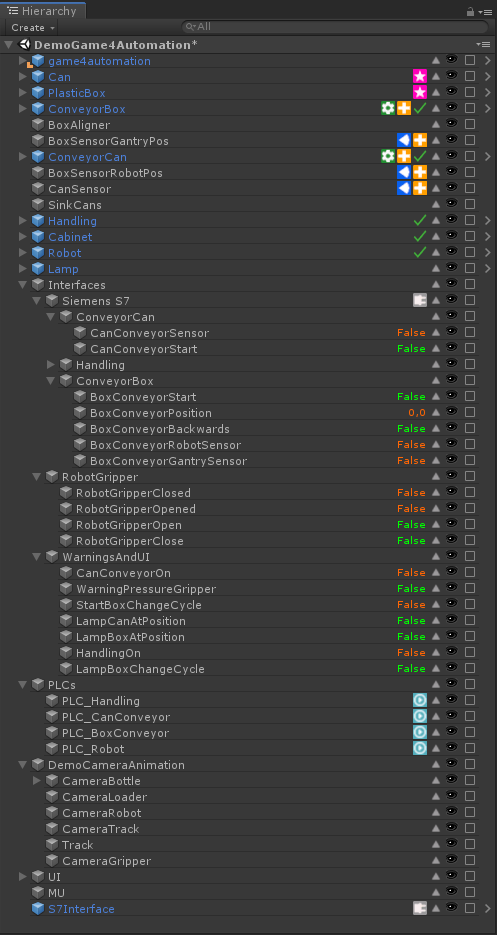 Hierarchy
Create
All
DemoGame4Automation*
game4automation
Can
PlasticBox
ConveyorBox
BoxAligner
BoxSensorGantryPos
ConveyorCan
BoxSensorRobotPos
CanSensor
SinkCans
Handling
Cabinet
Robot
Lamp
Interfaces
Siemens S7
ConveyorCan
CanConveyorSensor False
CanConveyorStart False
Handling
ConveyorBox
BoxConveyorStart False
BoxConveyorPosition 0,0
BoxConveyorBackwards False
BoxConveyorRobotSensor False
BoxConveyorGantrySensor False
RobotGripper
RobotGripperClosed False
RobotGripperOpened False
RobotGripperOpen False
RobotGripperClose False
WarningsAndUI
CanConveyorOn False
WarningPressureGripper False
StartBoxChangeCycle False
LampCanAtPosition False
LampBoxAtPosition False
HandlingOn False
LampBoxChangeCycle False
PLCs
PLC_Handling
PLC_CanConveyor
PLC_BoxConveyor
PLC_Robot
DemoCameraAnimation
CameraBottle
CameraLoader
CameraRobot
CameraTrack
Track
CameraGripper
UI
MU
S7Interface